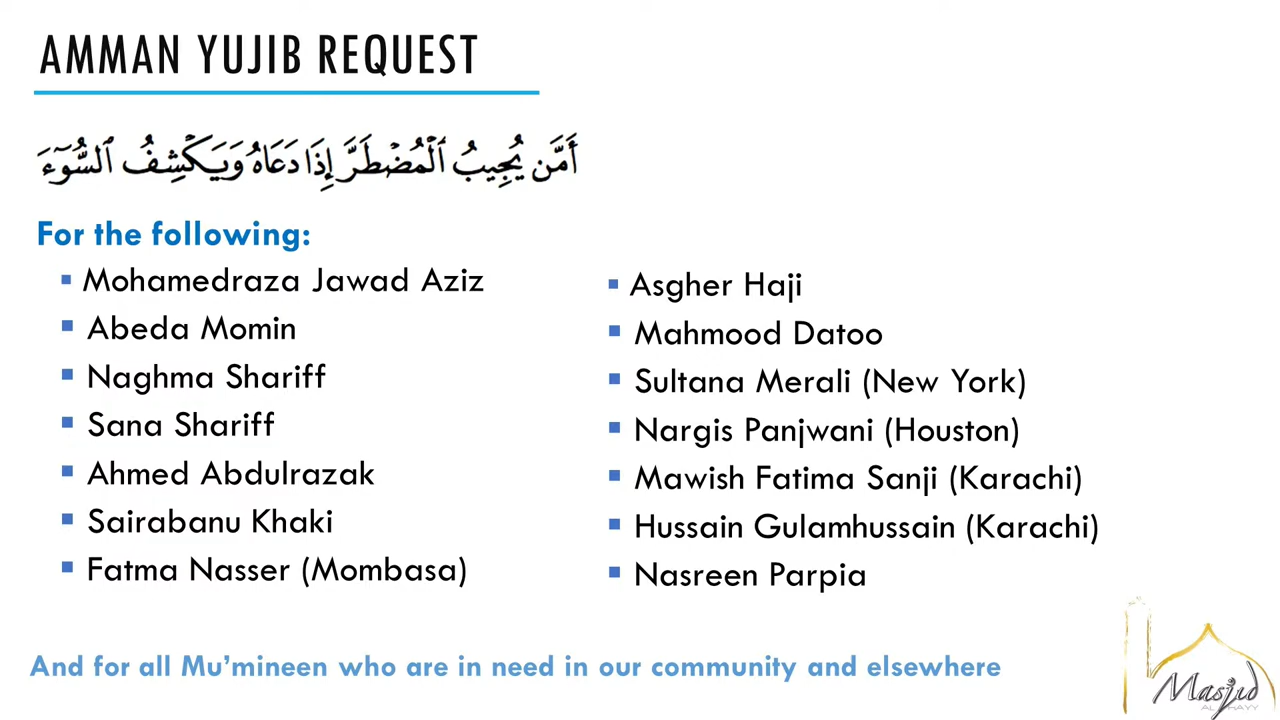 AMMAN YUJIB REQUEST
أَمَّن يُجِيبُ ٱلْمُضْطَرَّ إِذَا دَعَاهُ وَيَكْشِفُ ٱلسُّوٓءَ
For the following:
Mohamedraza Jawad Aziz
Abeda Momin
Naghma Shariff
Sana Shariff
Ahmed Abdulrazak
Sairabanu Khaki
Fatma Nasser (Mombasa)
Asgher Haji
Mahmood Datoo
Sultana Merali (New York)
Nargis Panjwani (Houston)
Mawish Fatima Sanji (Karachi)
Hussain Gulamhussain (Karachi)
Nasreen Parpia
And for all Mu’mineen who are in need in our community and elsewhere
Masjid
AL HAYY